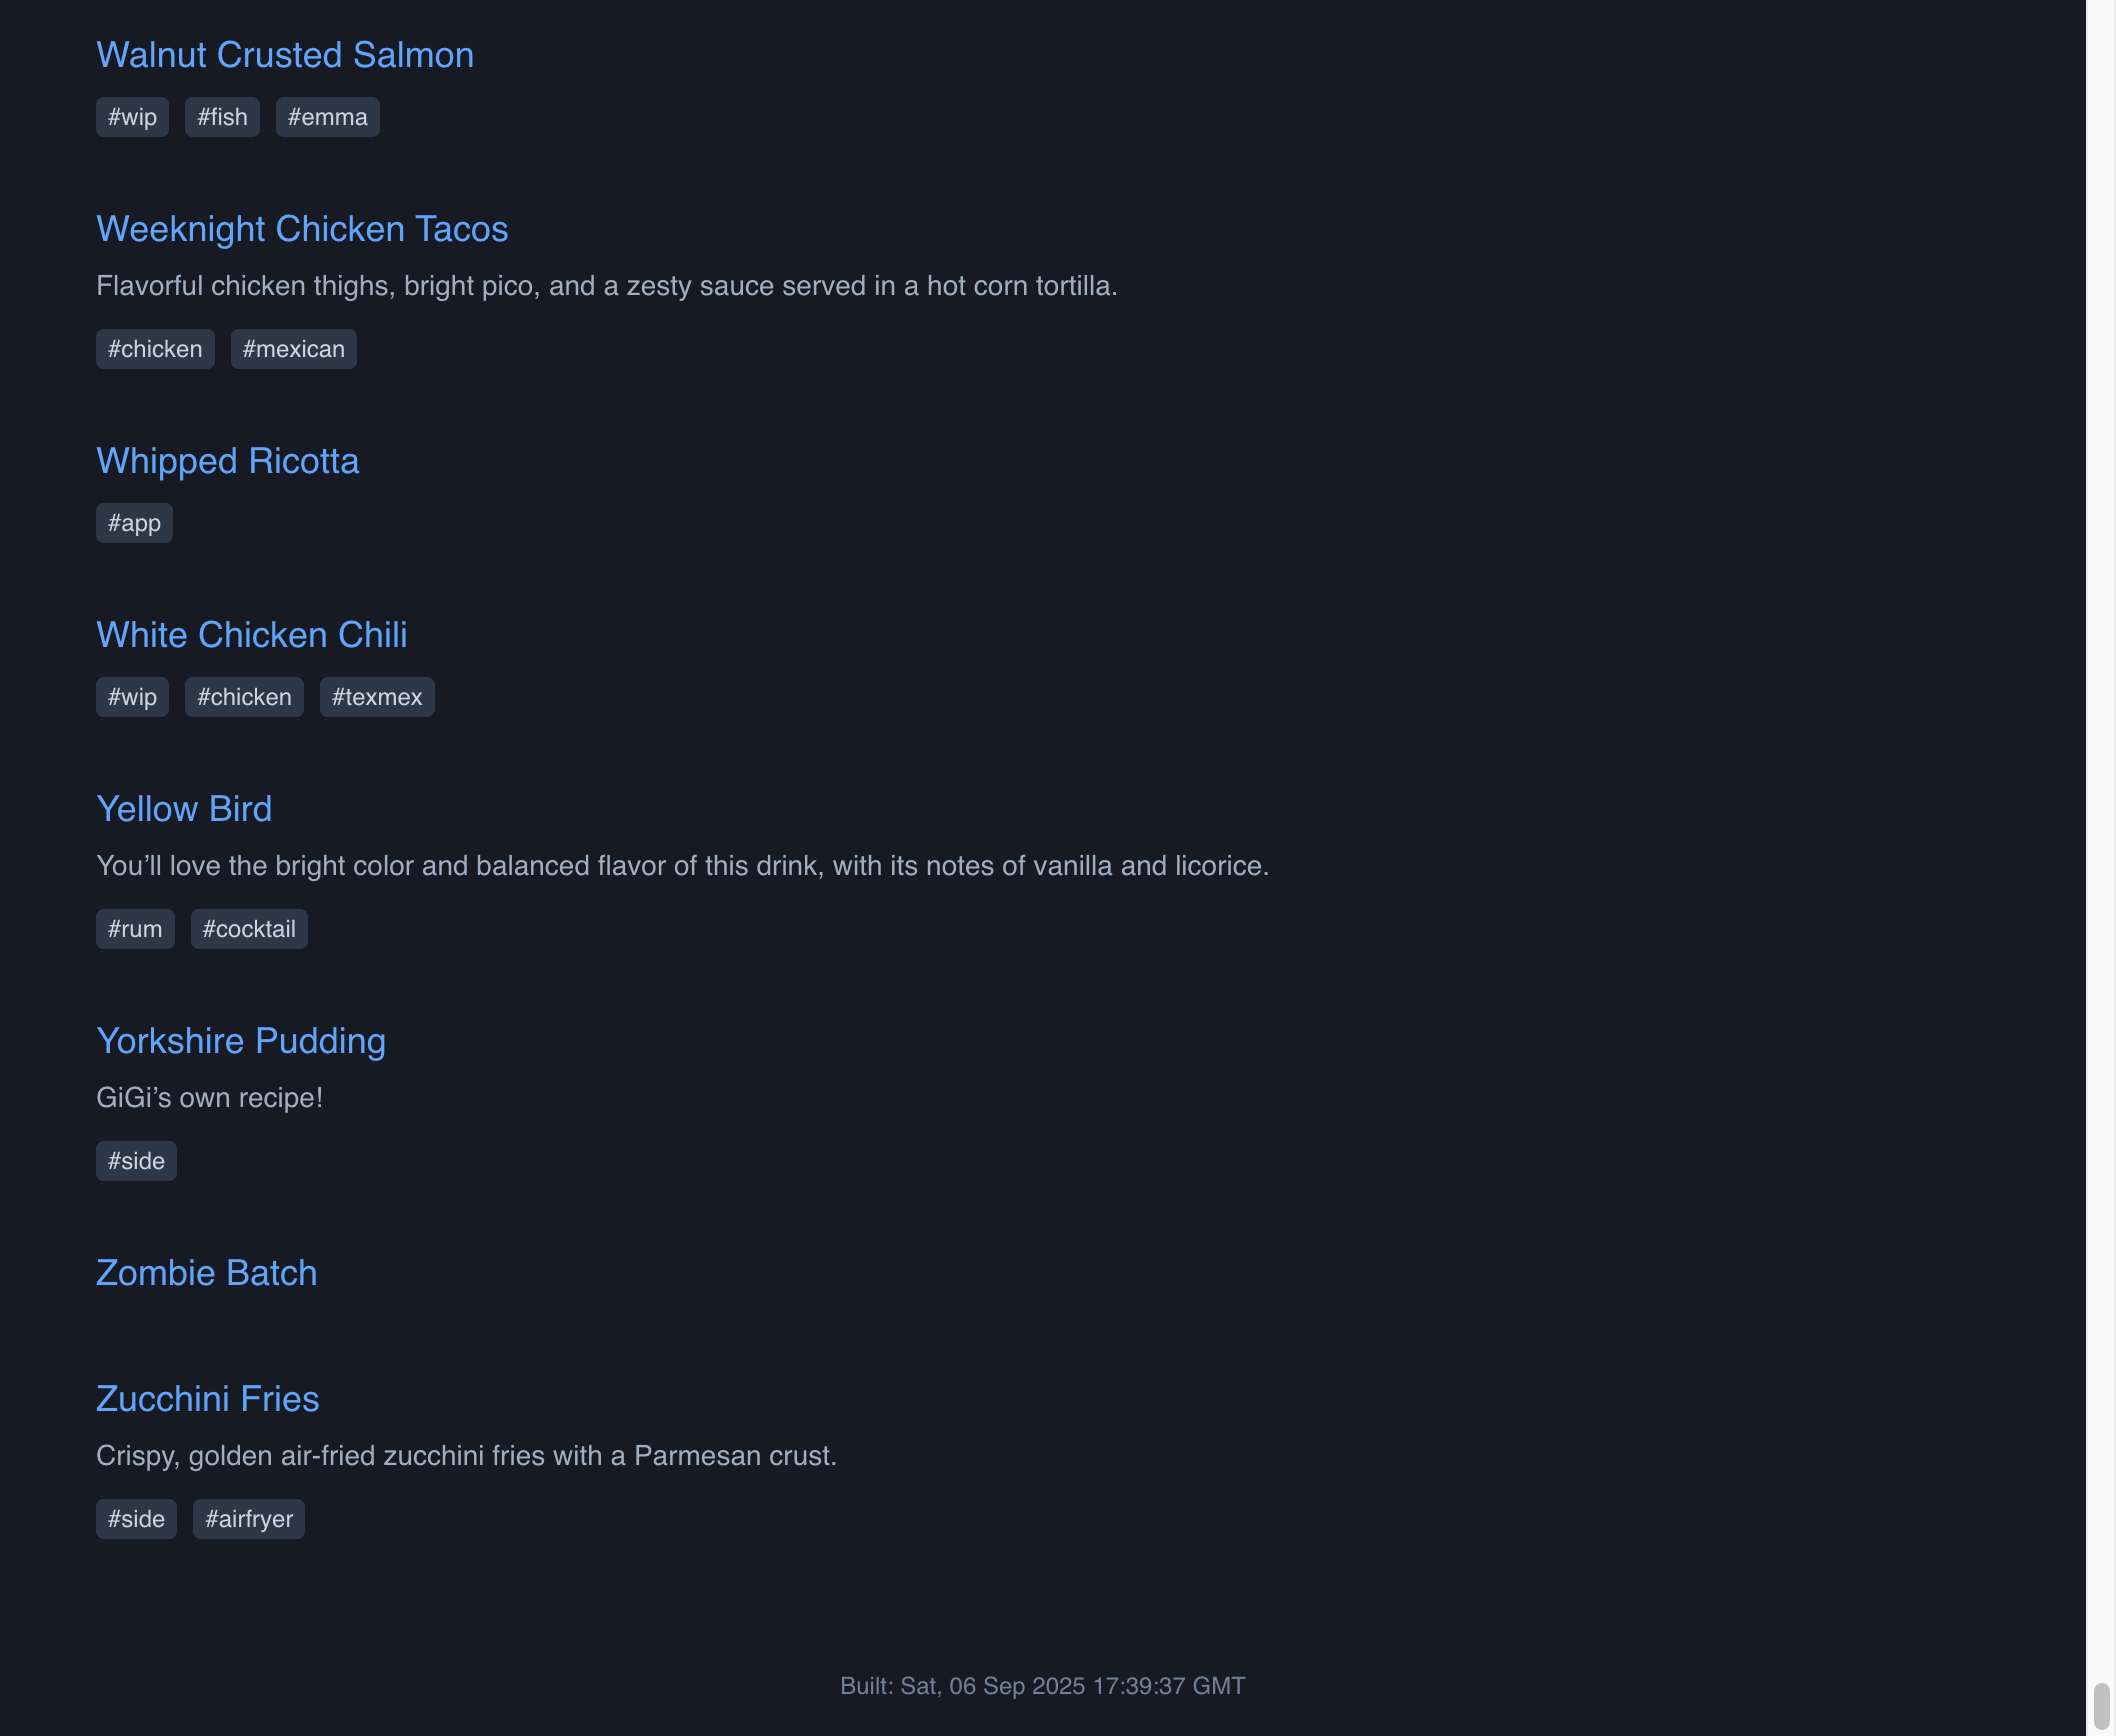 Walnut Crusted Salmon
#wip #fish #emma
Weeknight Chicken Tacos
Flavorful chicken thighs, bright pico, and a zesty sauce served in a hot corn tortilla.
#chicken #mexican
Whipped Ricotta
#app
White Chicken Chili
#wip #chicken #texmex
Yellow Bird
You’ll love the bright color and balanced flavor of this drink, with its notes of vanilla and licorice.
#rum #cocktail
Yorkshire Pudding
GiGi’s own recipe!
#side
Zombie Batch
Zucchini Fries
Crispy, golden air-fried zucchini fries with a Parmesan crust.
#side #airfryer
Built: Sat, 06 Sep 2025 17:39:37 GMT